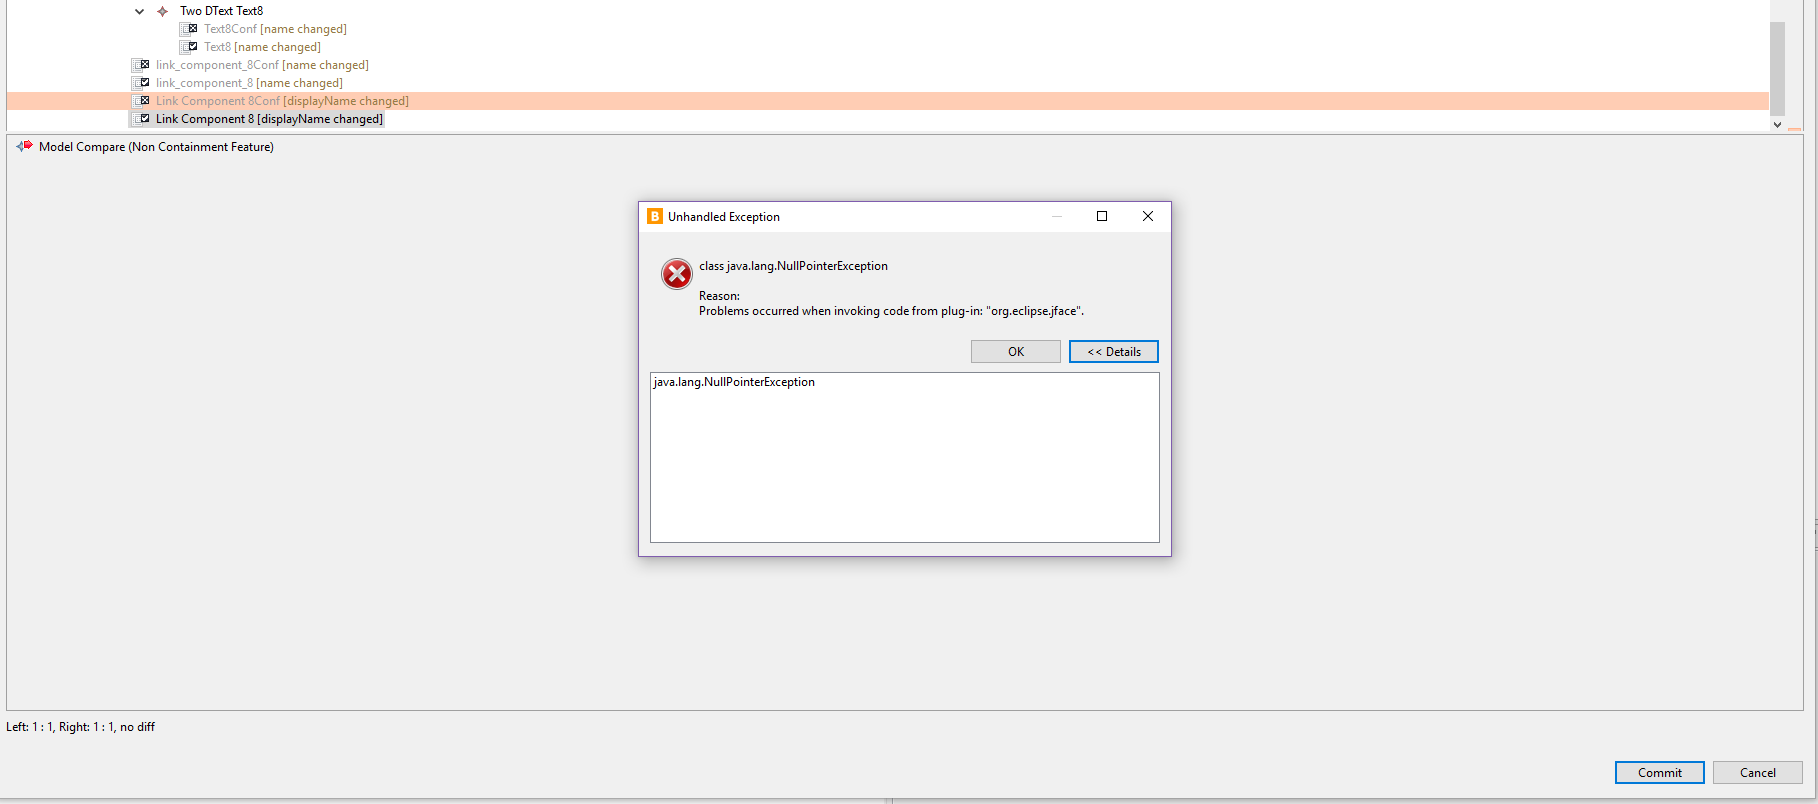 Two DText Text8
Text8Conf [name changed]
Text8 [name changed]
link_component_8Conf [name changed]
link_component_8 [name changed]
Link Component 8Conf [displayName changed]
Link Component 8 [displayName changed]
Model Compare (Non Containment Feature)
B Unhandled Exception
class java.lang.NullPointerException
Reason:
Problems occurred when invoking code from plug-in: "org.eclipse.jface".
OK
<< Details
java.lang.NullPointerException
Left: 1 : 1, Right: 1 : 1, no diff
Commit
Cancel